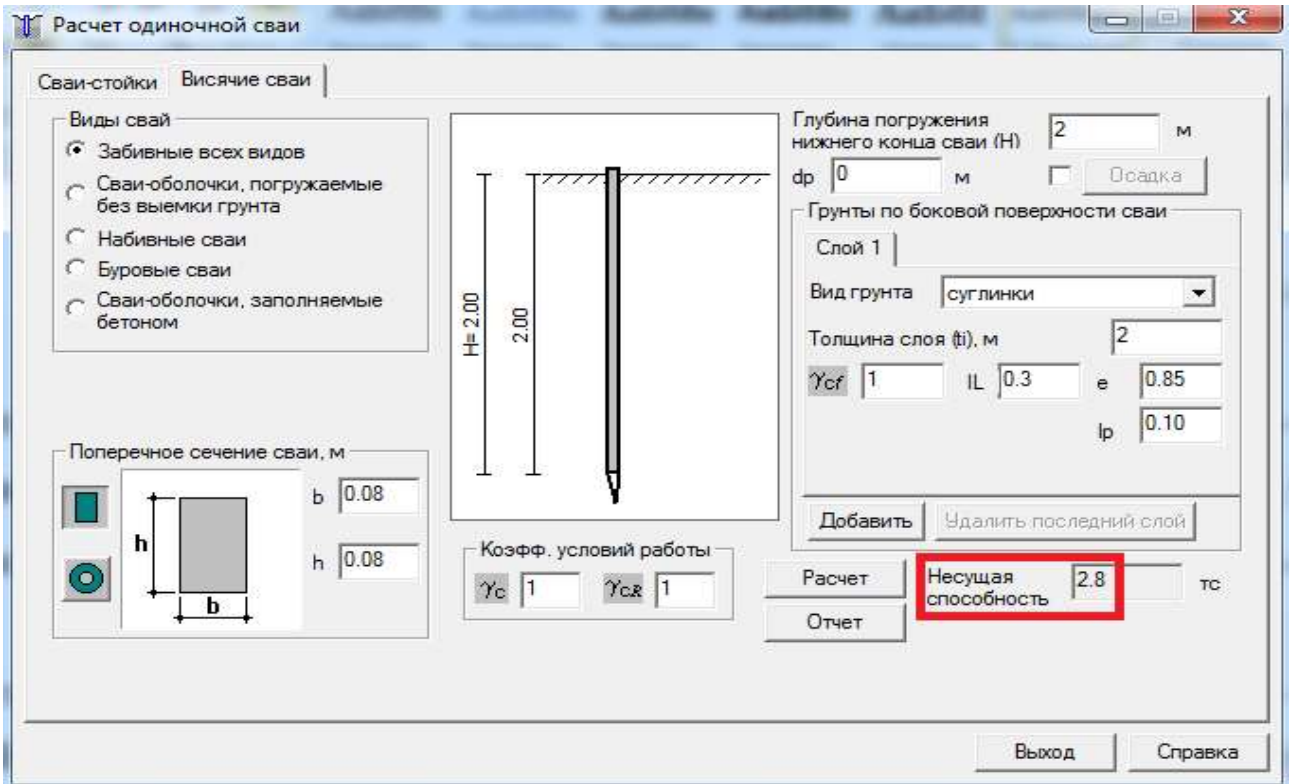 Расчет одиночной сваи
Сваи-стойки
Висячие сваи
Виды свай
Забивные всех видов
Сваи-оболочки, погружаемые
без выемки грунта
Набивные сваи
Буровые сваи
Сваи-оболочки, заполняемые
бетоном
Поперечное сечение сваи, м
h
b
b 0.08
h 0.08
H= 2.00
2.00
Коэфф. условий работы
γc 1 γcR 1
Глубина погружения
нижнего конца сваи (H) 2 м
dp 0 м Осадка
Грунты по боковой поверхности сваи
Слой 1
Вид грунта суглинки
Толщина слоя (ti), м 2
γcf 1 IL 0.3 e 0.85
Ip 0.10
Добавить Удалить последний слой
Расчет
Несущая
способность 2.8 тс
Отчет
Выход Справка